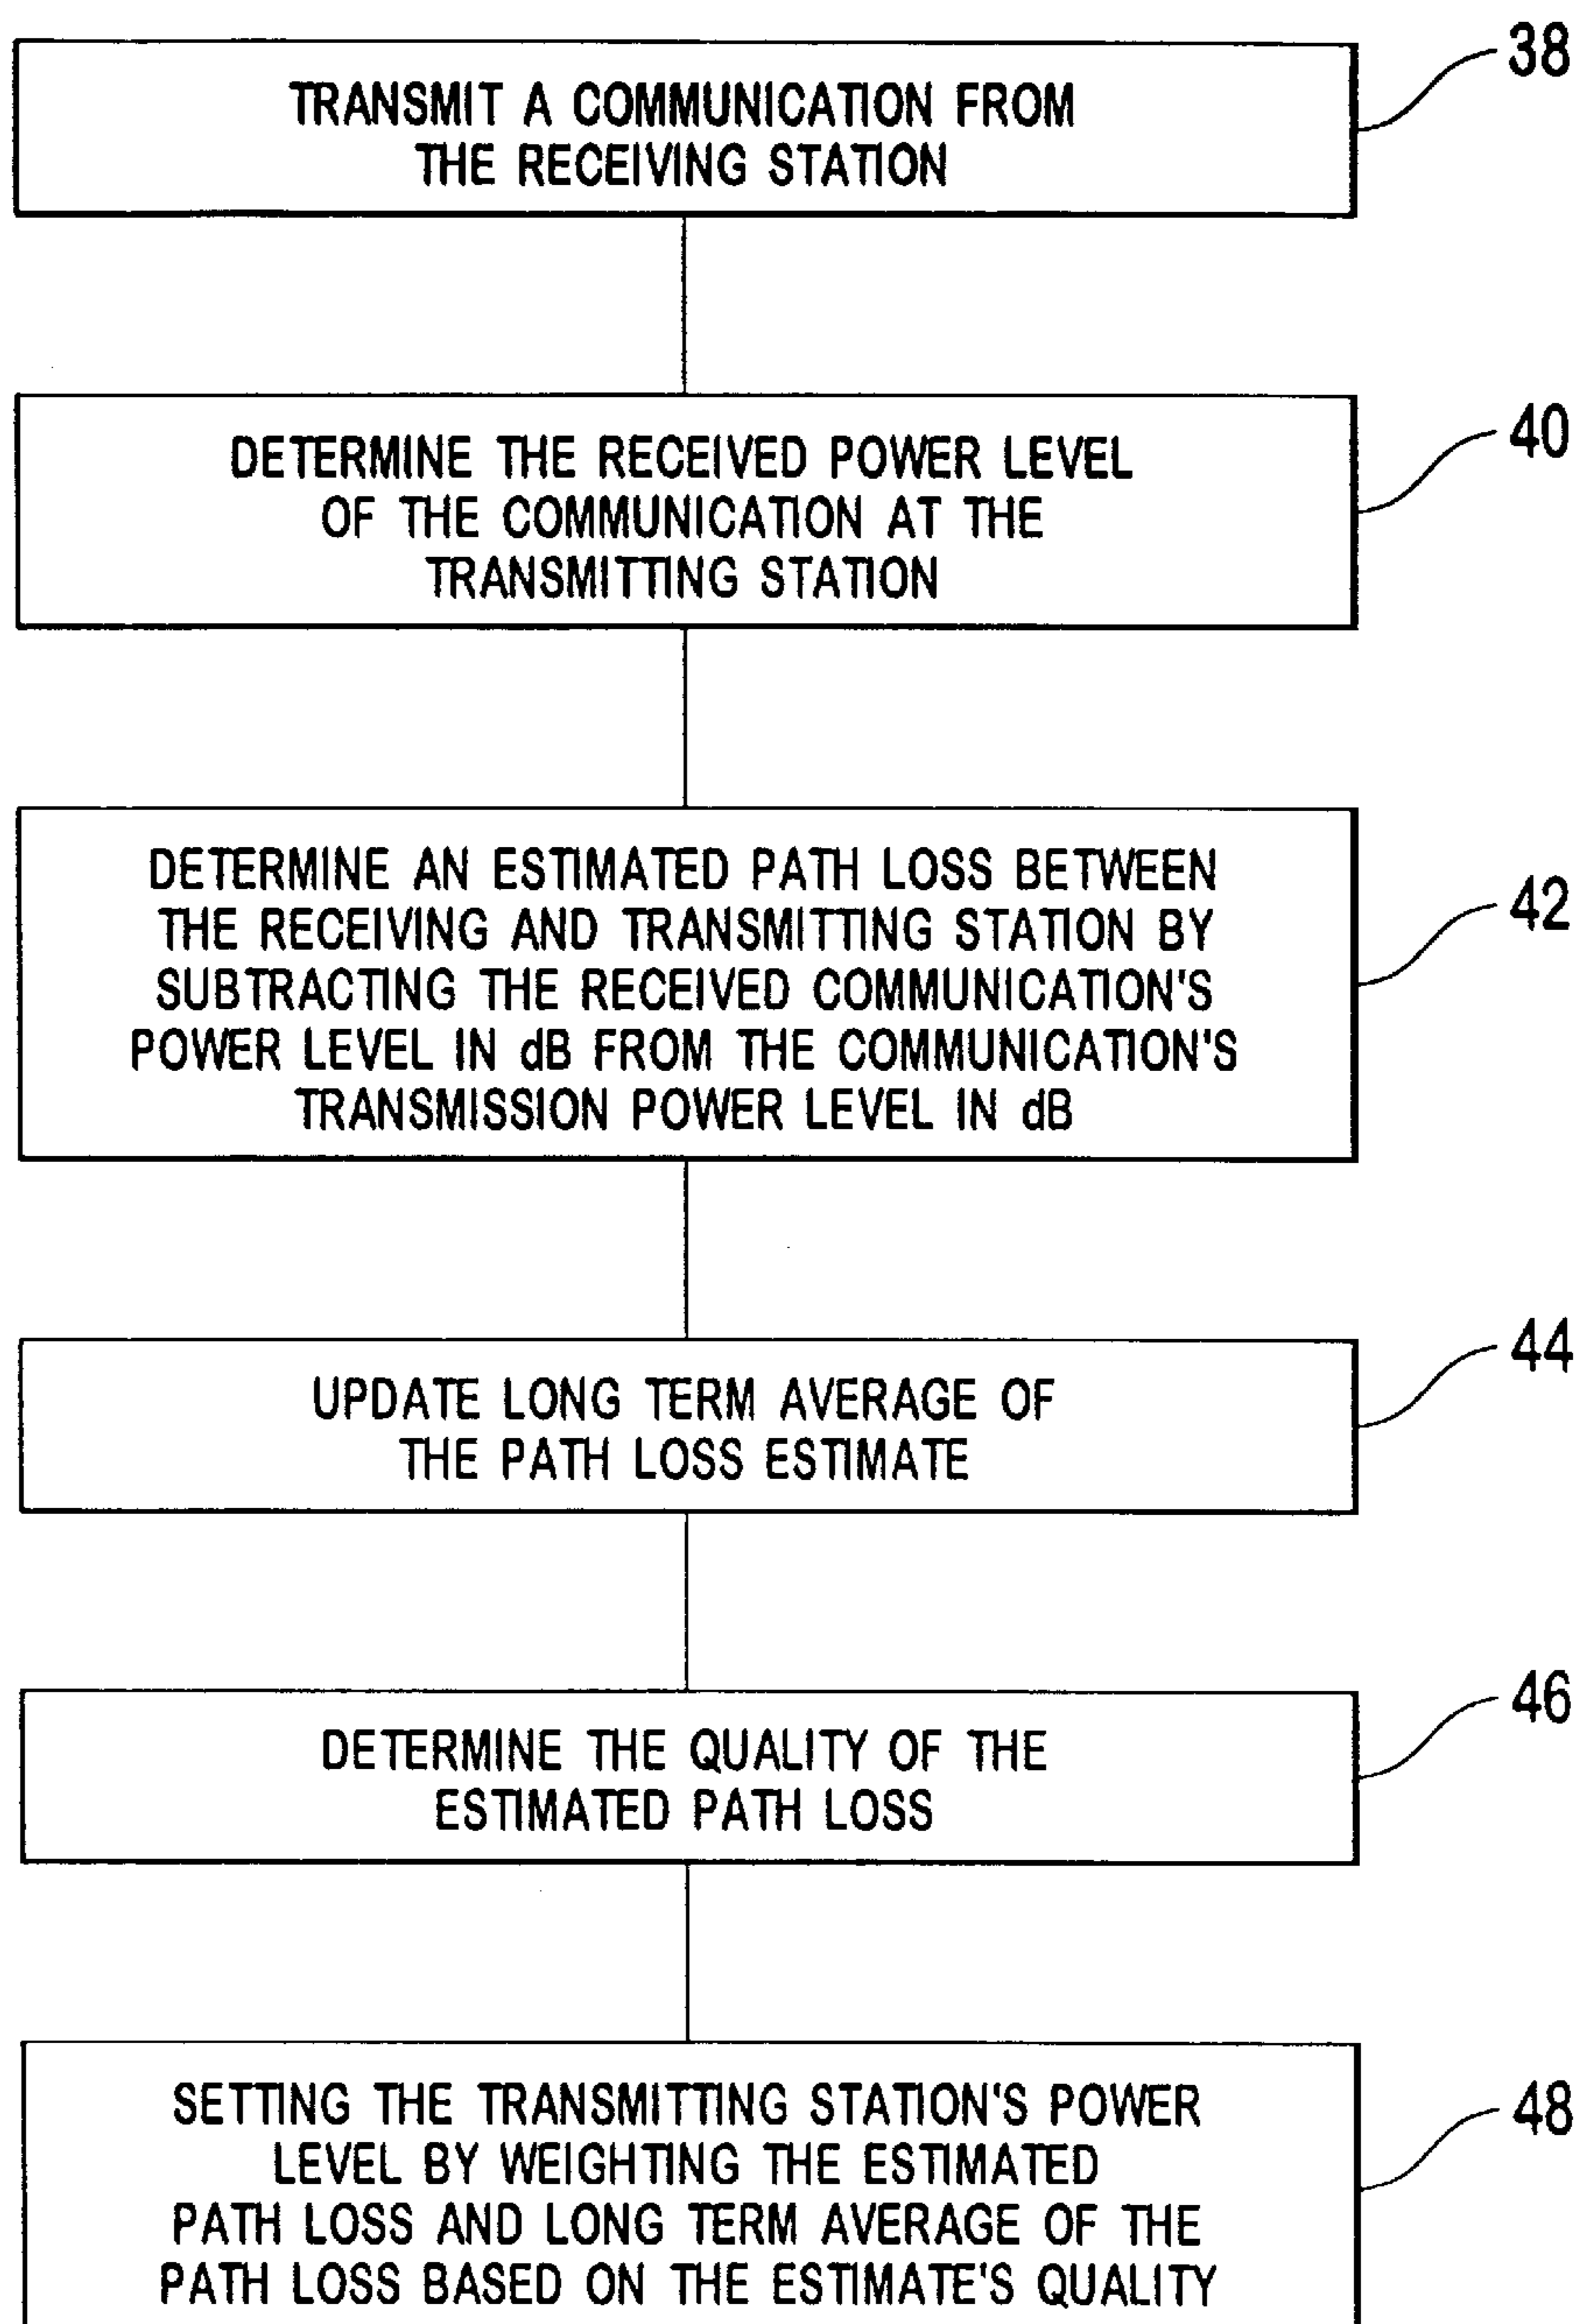 38
TRANSMIT A COMMUNICATION FROM
THE RECEIVING STATION
40
DETERMINE THE RECEIVED POWER LEVEL
OF THE COMMUNICATION AT THE
TRANSMITTING STATION
42
DETERMINE AN ESTIMATED PATH LOSS BETWEEN
THE RECEIVING AND TRANSMITTING STATION BY
SUBTRACTING THE RECEIVED COMMUNICATION'S
POWER LEVEL IN dB FROM THE COMMUNICATION'S
TRANSMISSION POWER LEVEL IN dB
44
UPDATE LONG TERM AVERAGE OF
THE PATH LOSS ESTIMATE
46
DETERMINE THE QUALITY OF THE
ESTIMATED PATH LOSS
48
SETTING THE TRANSMITTING STATION'S POWER
LEVEL BY WEIGHTING THE ESTIMATED
PATH LOSS AND LONG TERM AVERAGE OF THE
PATH LOSS BASED ON THE ESTIMATE'S QUALITY